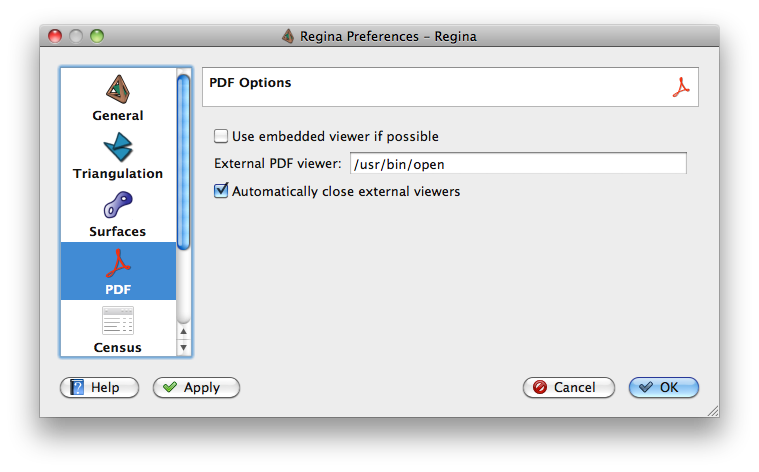 Regina Preferences – Regina
General
Triangulation
Surfaces
PDF
Census
PDF Options
Use embedded viewer if possible
External PDF viewer: /usr/bin/open
Automatically close external viewers
? Help
Apply
Cancel
OK